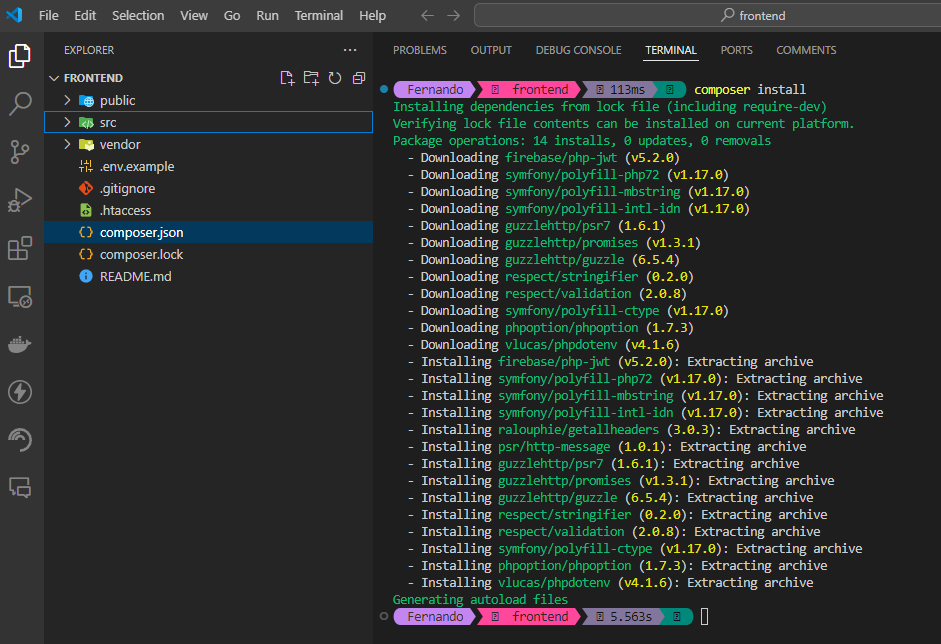 File Edit Selection View Go Run Terminal Help
frontend
EXPLORER
FRONTEND
public
src
vendor
.env.example
.gitignore
.htaccess
composer.json
composer.lock
README.md
PROBLEMS OUTPUT DEBUG CONSOLE TERMINAL PORTS COMMENTS
Fernando frontend 113ms composer install
Installing dependencies from lock file (including require-dev)
Verifying lock file contents can be installed on current platform.
Package operations: 14 installs, 0 updates, 0 removals
- Downloading firebase/php-jwt (v5.2.0)
- Downloading symfony/polyfill-php72 (v1.17.0)
- Downloading symfony/polyfill-mbstring (v1.17.0)
- Downloading symfony/polyfill-intl-idn (v1.17.0)
- Downloading guzzlehttp/psr7 (1.6.1)
- Downloading guzzlehttp/promises (v1.3.1)
- Downloading guzzlehttp/guzzle (6.5.4)
- Downloading respect/stringifier (0.2.0)
- Downloading respect/validation (2.0.8)
- Downloading symfony/polyfill-ctype (v1.17.0)
- Downloading phpoption/phpoption (1.7.3)
- Downloading vlucas/phpdotenv (v4.1.6)
- Installing firebase/php-jwt (v5.2.0): Extracting archive
- Installing symfony/polyfill-php72 (v1.17.0): Extracting archive
- Installing symfony/polyfill-mbstring (v1.17.0): Extracting archive
- Installing symfony/polyfill-intl-idn (v1.17.0): Extracting archive
- Installing ralouphie/getallheaders (3.0.3): Extracting archive
- Installing psr/http-message (1.0.1): Extracting archive
- Installing guzzlehttp/psr7 (1.6.1): Extracting archive
- Installing guzzlehttp/promises (v1.3.1): Extracting archive
- Installing guzzlehttp/guzzle (6.5.4): Extracting archive
- Installing respect/stringifier (0.2.0): Extracting archive
- Installing respect/validation (2.0.8): Extracting archive
- Installing symfony/polyfill-ctype (v1.17.0): Extracting archive
- Installing phpoption/phpoption (1.7.3): Extracting archive
- Installing vlucas/phpdotenv (v4.1.6): Extracting archive
Generating autoload files
Fernando frontend 5.563s